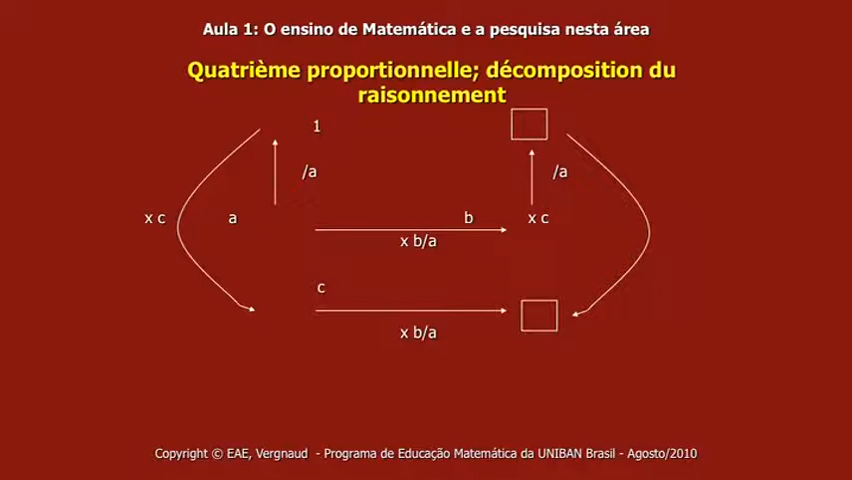 Aula 1: O ensino de Matemática e a pesquisa nesta área
Quatrième proportionnelle; décomposition du
raisonnement
1
/a /a
x c a b x c
x b/a
c
x b/a
Copyright © EAE, Vergnaud - Programa de Educação Matemática da UNIBAN Brasil - Agosto/2010